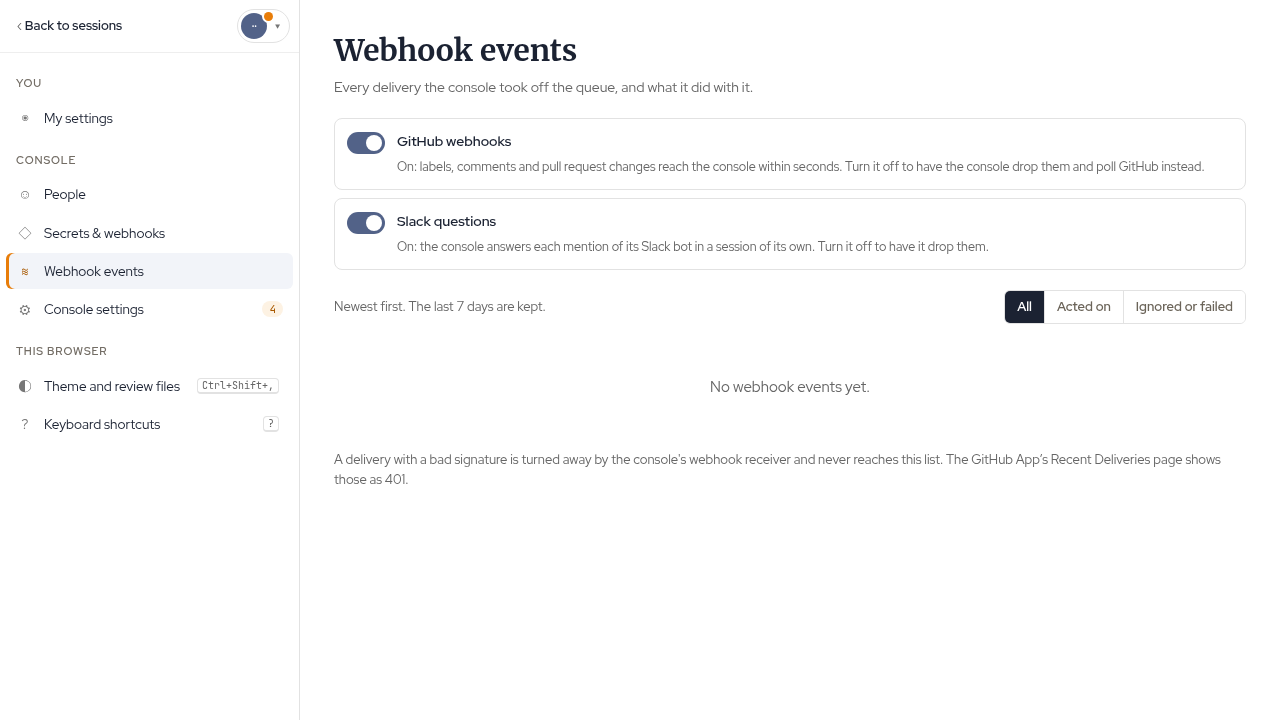 ‹ Back to sessions
YOU
My settings
CONSOLE
People
Secrets & webhooks
Webhook events
Console settings 4
THIS BROWSER
Theme and review files Ctrl+Shift+,
? Keyboard shortcuts ?
Webhook events
Every delivery the console took off the queue, and what it did with it.
GitHub webhooks
On: labels, comments and pull request changes reach the console within seconds. Turn it off to have the console drop them and poll GitHub instead.
Slack questions
On: the console answers each mention of its Slack bot in a session of its own. Turn it off to have it drop them.
Newest first. The last 7 days are kept.
All Acted on Ignored or failed
No webhook events yet.
A delivery with a bad signature is turned away by the console's webhook receiver and never reaches this list. The GitHub App's Recent Deliveries page shows
those as 401.